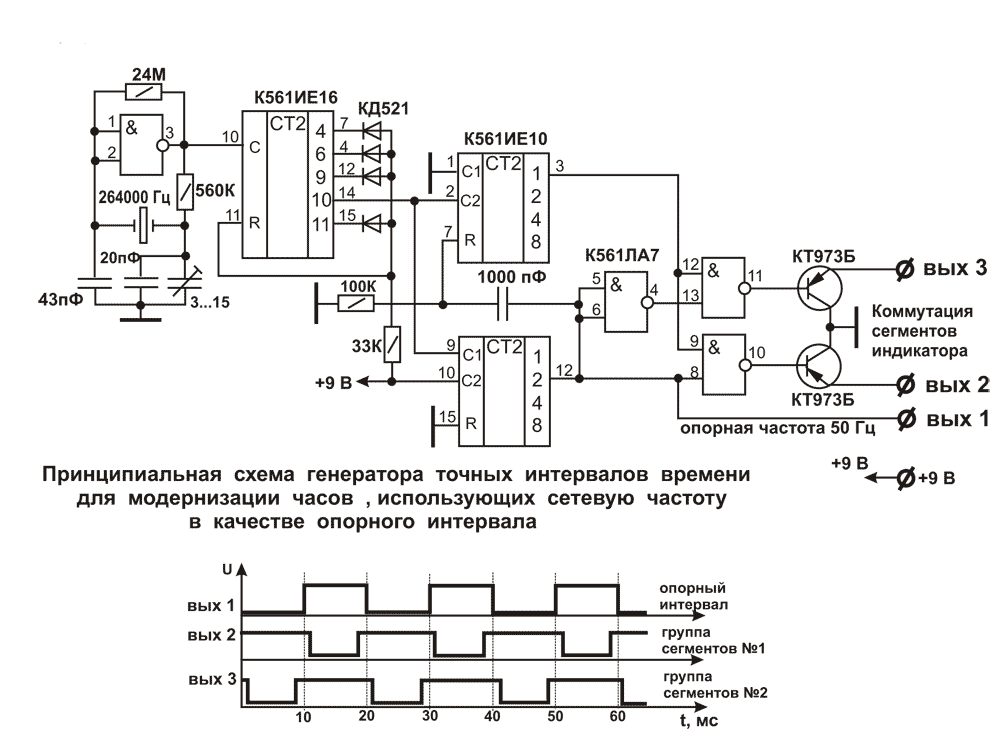 24М
К561ИЕ16
КД521
К561ИЕ10
1
2
&
3
10
C
CT2
4
7
6
4
9
12
10
14
11
15
11
R
560К
264000 Гц
20пФ
43пФ
3...15
1
C1
CT2
1
3
2
C2
2
4
7
R
8
1000 пФ
100К
33К
+9 В
К561ЛА7
5
6
&
4
12
13
&
11
9
8
&
10
КТ973Б
КТ973Б
9
C1
CT2
1
10
C2
2
12
4
15
R
8
вых 3
Коммутация
сегментов
индикатора
вых 2
вых 1
опорная частота 50 Гц
+9 В
+9 В
Принципиальная схема генератора точных интервалов времени
для модернизации часов , использующих сетевую частоту
в качестве опорного интервала
U
вых 1
опорный
интервал
вых 2
группа
сегментов №1
вых 3
группа
сегментов №2
10 20 30 40 50 60
t, мс